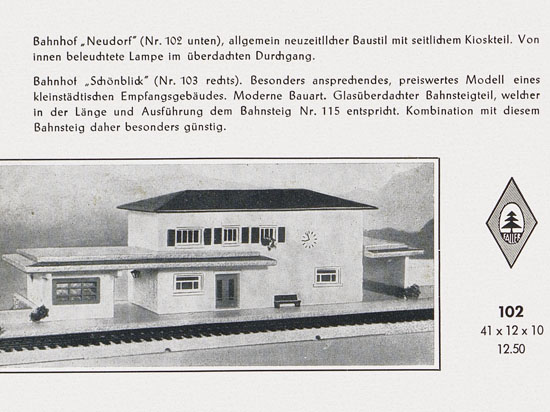 Bahnhof „Neudorf" (Nr. 102 unten), allgemein neuzeitlicher Baustil mit seitlichem Kioskteil. Von
innen beleuchtete Lampe im überdachten Durchgang.
Bahnhof „Schönblick" (Nr. 103 rechts). Besonders ansprechendes, preiswertes Modell eines
kleinstädtischen Empfangsgebäudes. Moderne Bauart. Glasüberdachter Bahnsteigteil, welcher
in der Länge und Ausführung dem Bahnsteig Nr. 115 entspricht. Kombination mit diesem
Bahnsteig daher besonders günstig.
FALLER
102
41 x 12 x 10
12.50